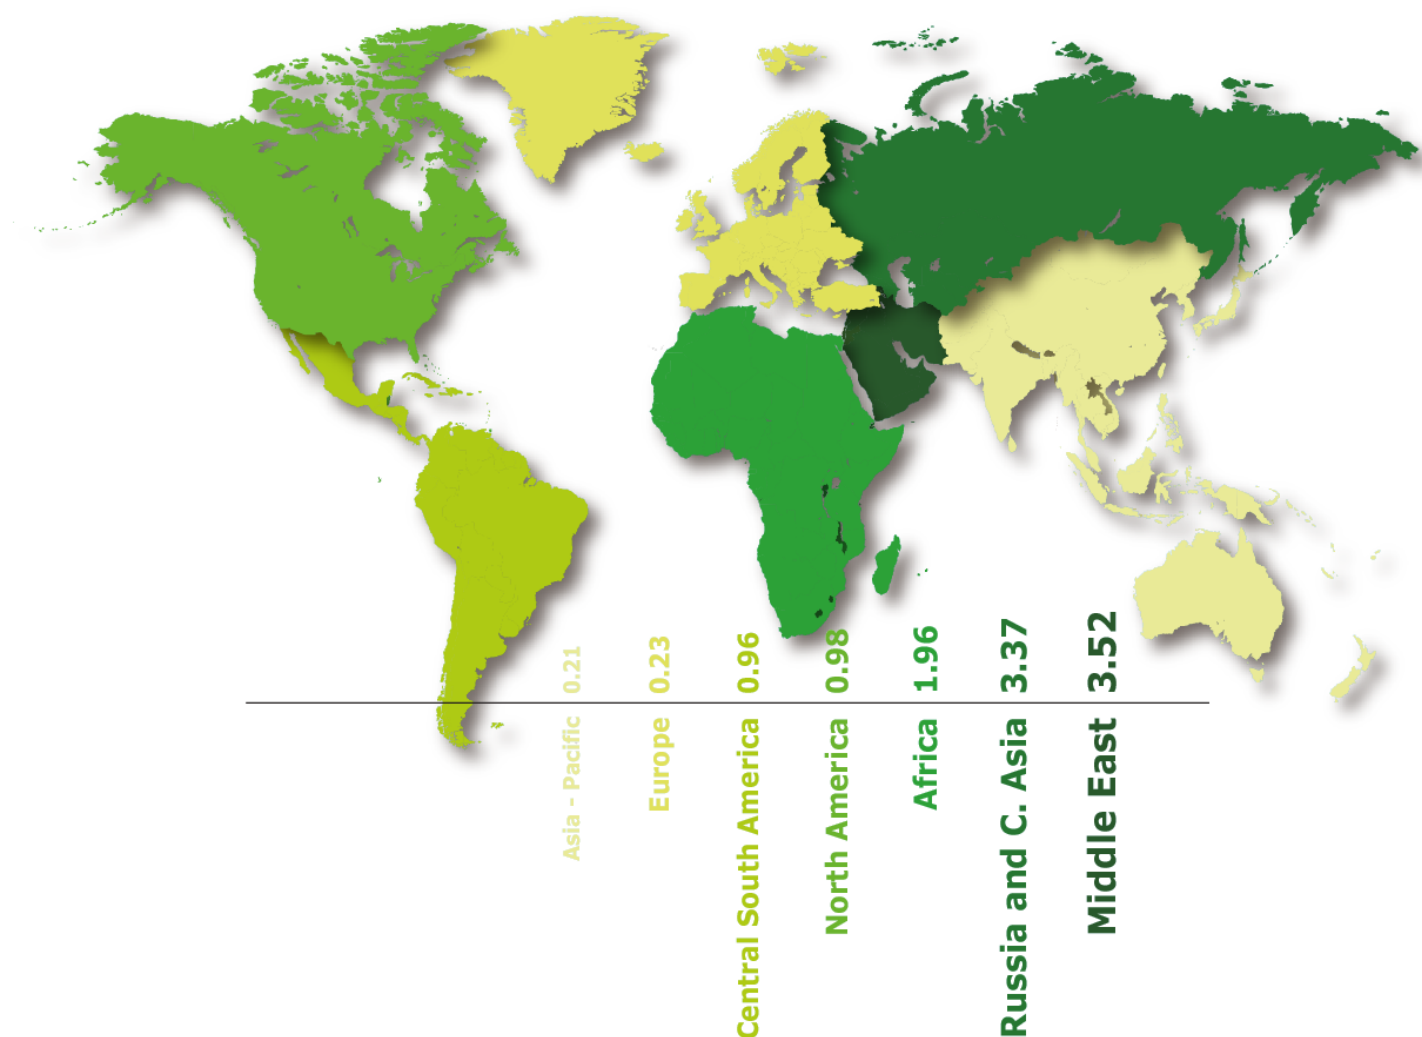 Asia - Pacific 0.21
Europe 0.23
Central South America 0.96
North America 0.98
Africa 1.96
Russia and C. Asia 3.37
Middle East 3.52